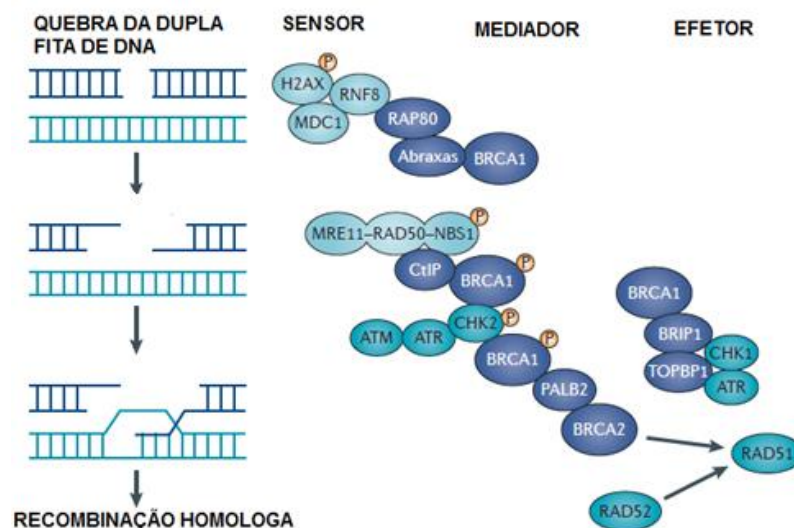 QUEBRA DA DUPLA
FITA DE DNA
SENSOR
MEDIADOR
EFETOR
P
H2AX
RNF8
MDC1
RAP80
Abraxas
BRCA1
P
MRE11–RAD50–NBS1
CtIP
BRCA1
P
ATM
ATR
CHK2
P
BRCA1
P
PALB2
BRCA2
BRCA1
BRIP1
TOPBP1
CHK1
ATR
RAD51
RAD52
RECOMBINAÇÃO HOMOLOGA